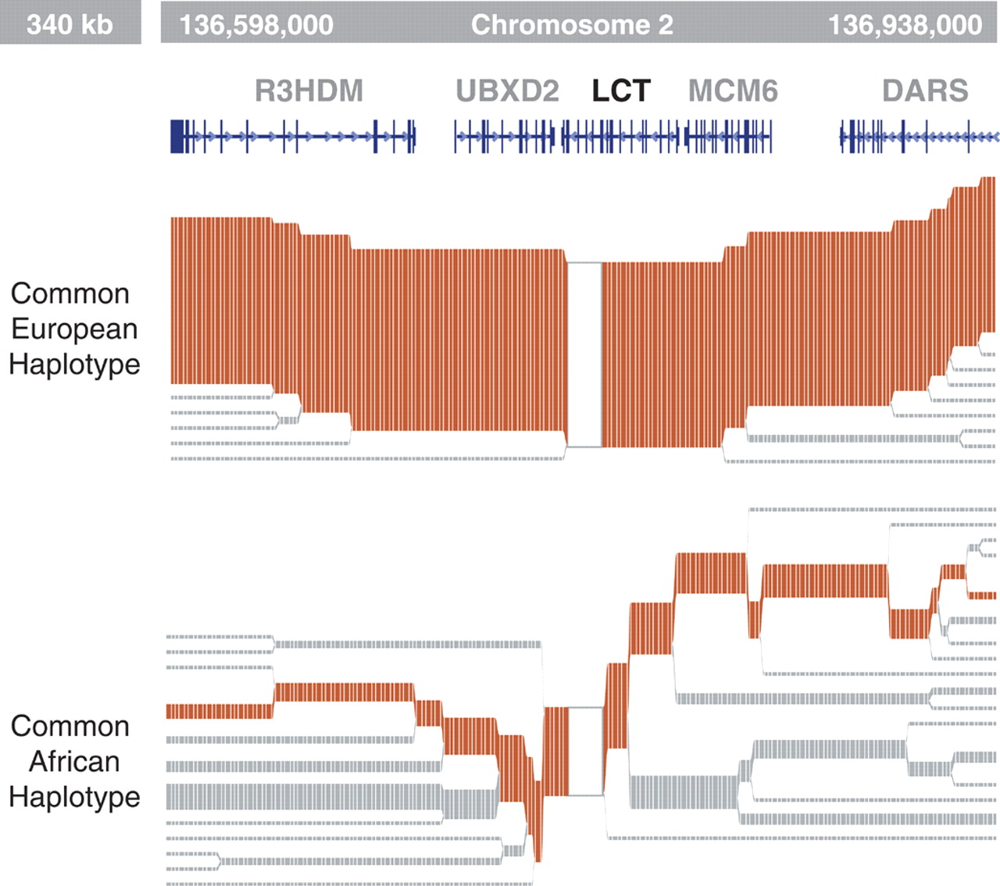 340 kb 136,598,000 Chromosome 2 136,938,000
R3HDM UBXD2 LCT MCM6 DARS
Common
European
Haplotype
Common
African
Haplotype